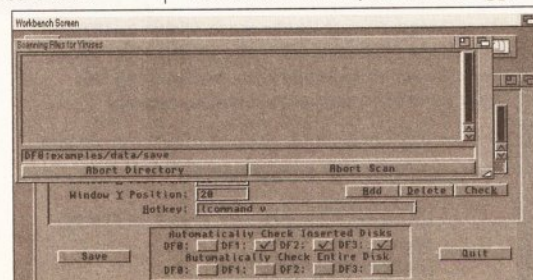 Workbench Screen
Scanning Files for Viruses
DF0:examples/data/save
Abort Directory Abort Scan
Window Y Position: 20 Add Delete Check
Hotkey: lcommand v
Automatically Check Inserted Disks
DF0: DF1: DF2: DF3:
Save Automatically Check Entire Disk Quit
DF0: DF1: DF2: DF3: